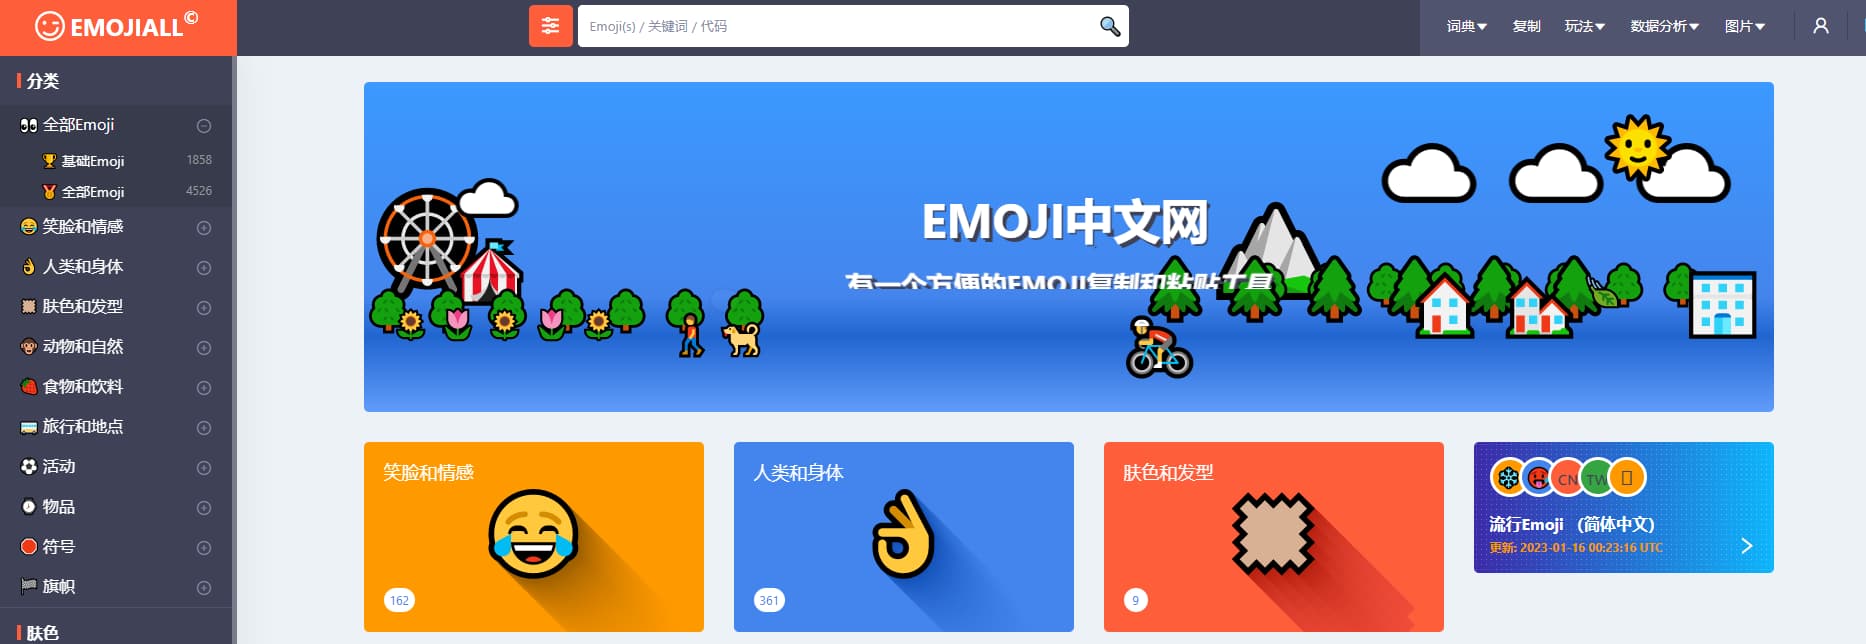 EMOJIALL©
Emoji(s) / 关键词 / 代码
词典 复制 玩法 数据分析 图片
分类
全部Emoji
基础Emoji 1858
全部Emoji 4526
笑脸和情感
人类和身体
肤色和发型
动物和自然
食物和饮料
旅行和地点
活动
物品
符号
旗帜
肤色
EMOJI中文网
有一个方便的EMOJI复制和粘贴工具
笑脸和情感
162
人类和身体
361
肤色和发型
9
CN TW
流行Emoji (简体中文)
更新: 2023-01-16 00:23:16 UTC